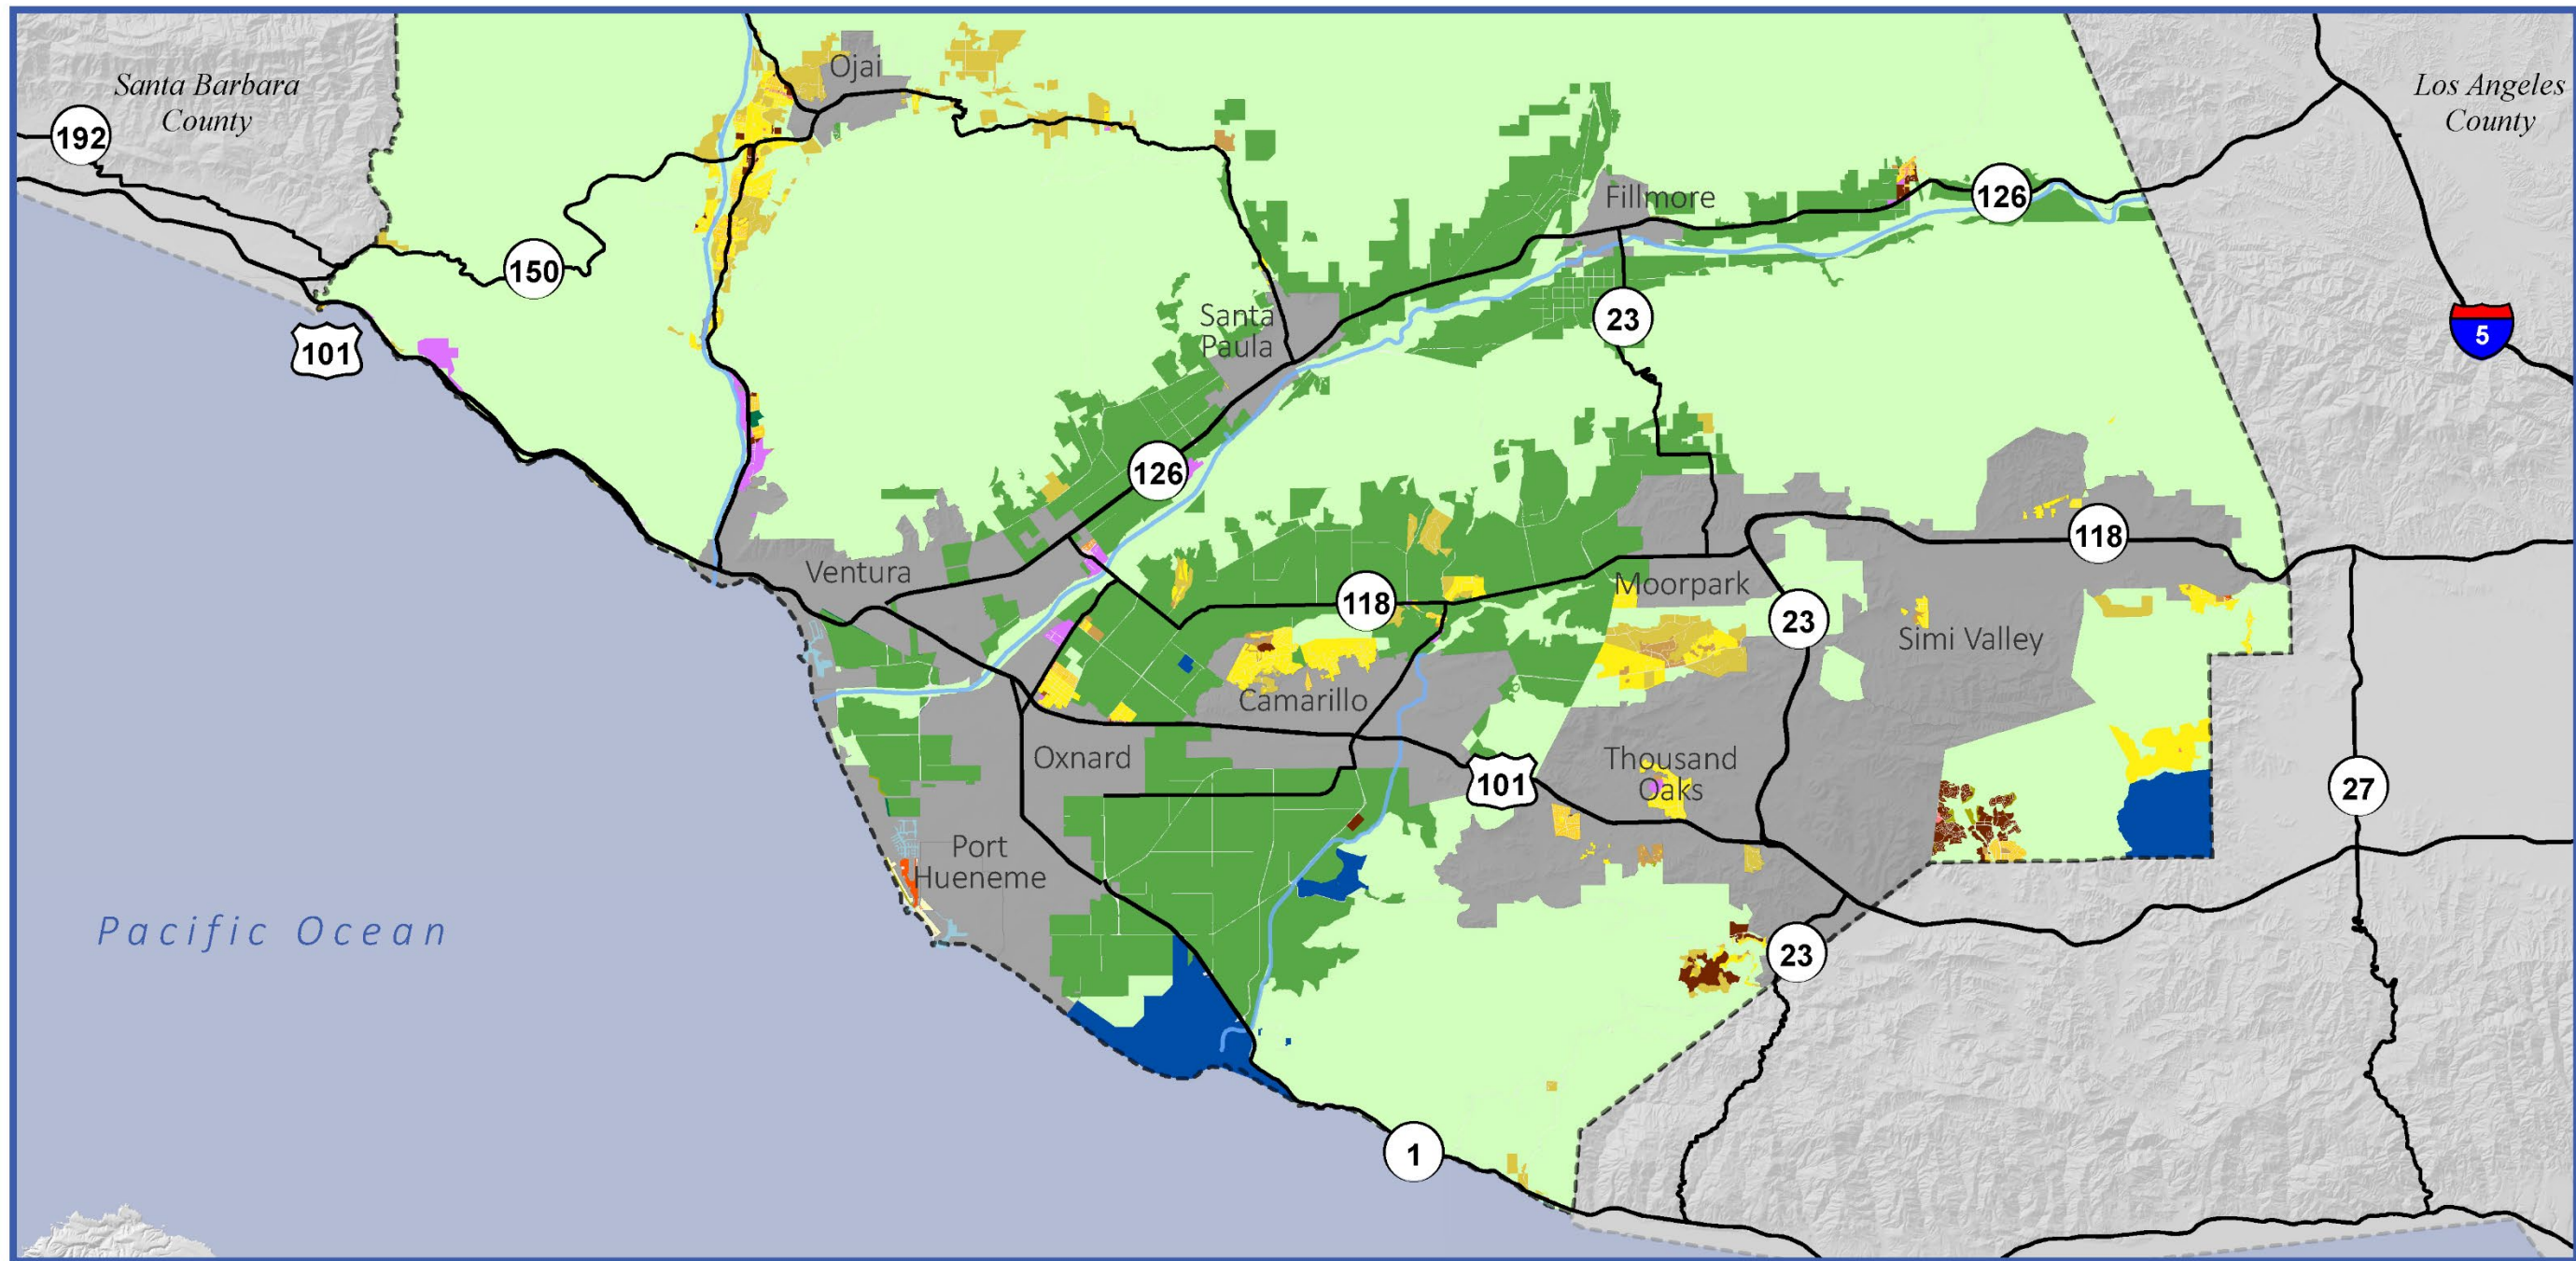 Ojai
Santa Barbara
County
Los Angeles
County
192
126
Fillmore
150
Santa
Paula
23
101
5
126
118
Ventura
Moorpark
118
23
Simi Valley
Camarillo
Oxnard
Thousand
Oaks
101
27
Port
Hueneme
Pacific Ocean
23
1